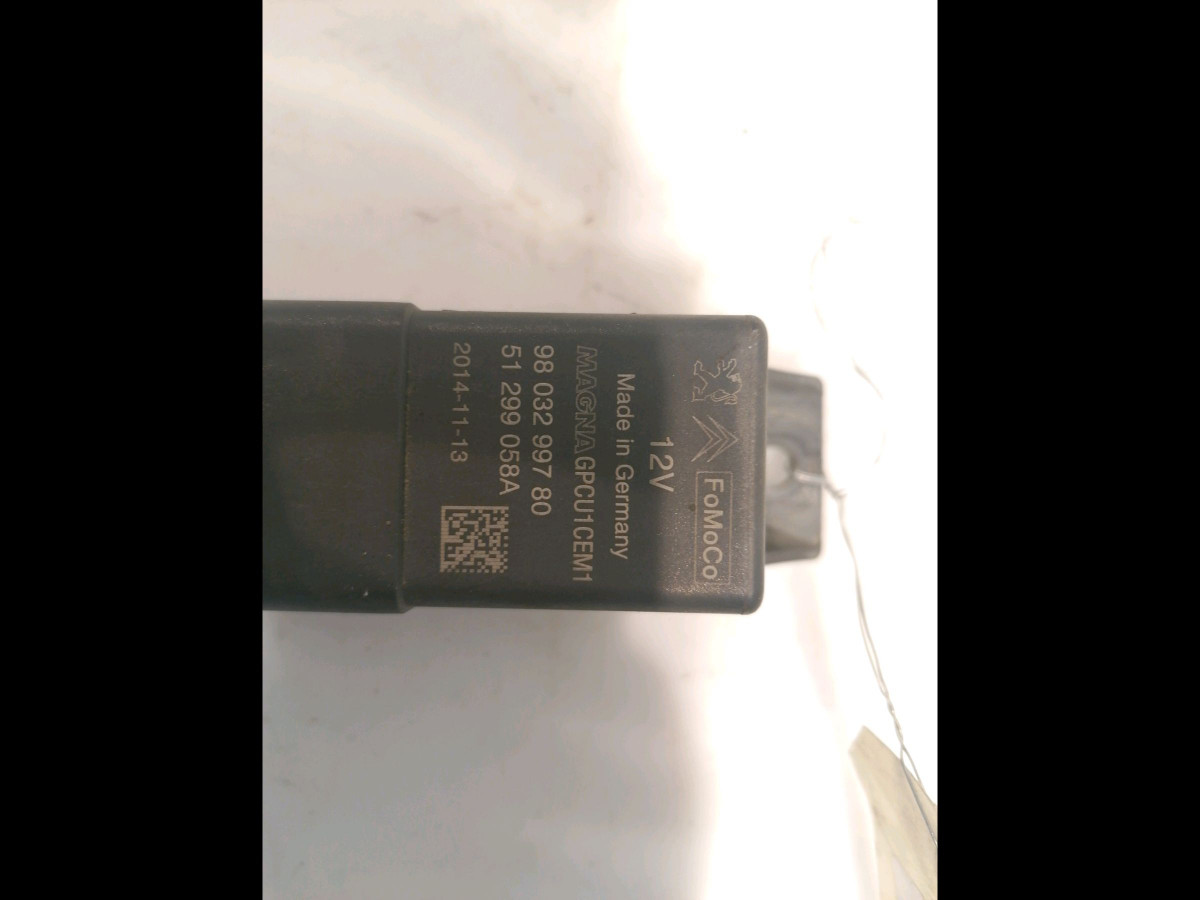 FoMoCo
12V
Made in Germany
MAGNA GPCU1CEM1
98 032 997 80
51 299 058A
2014-11-13